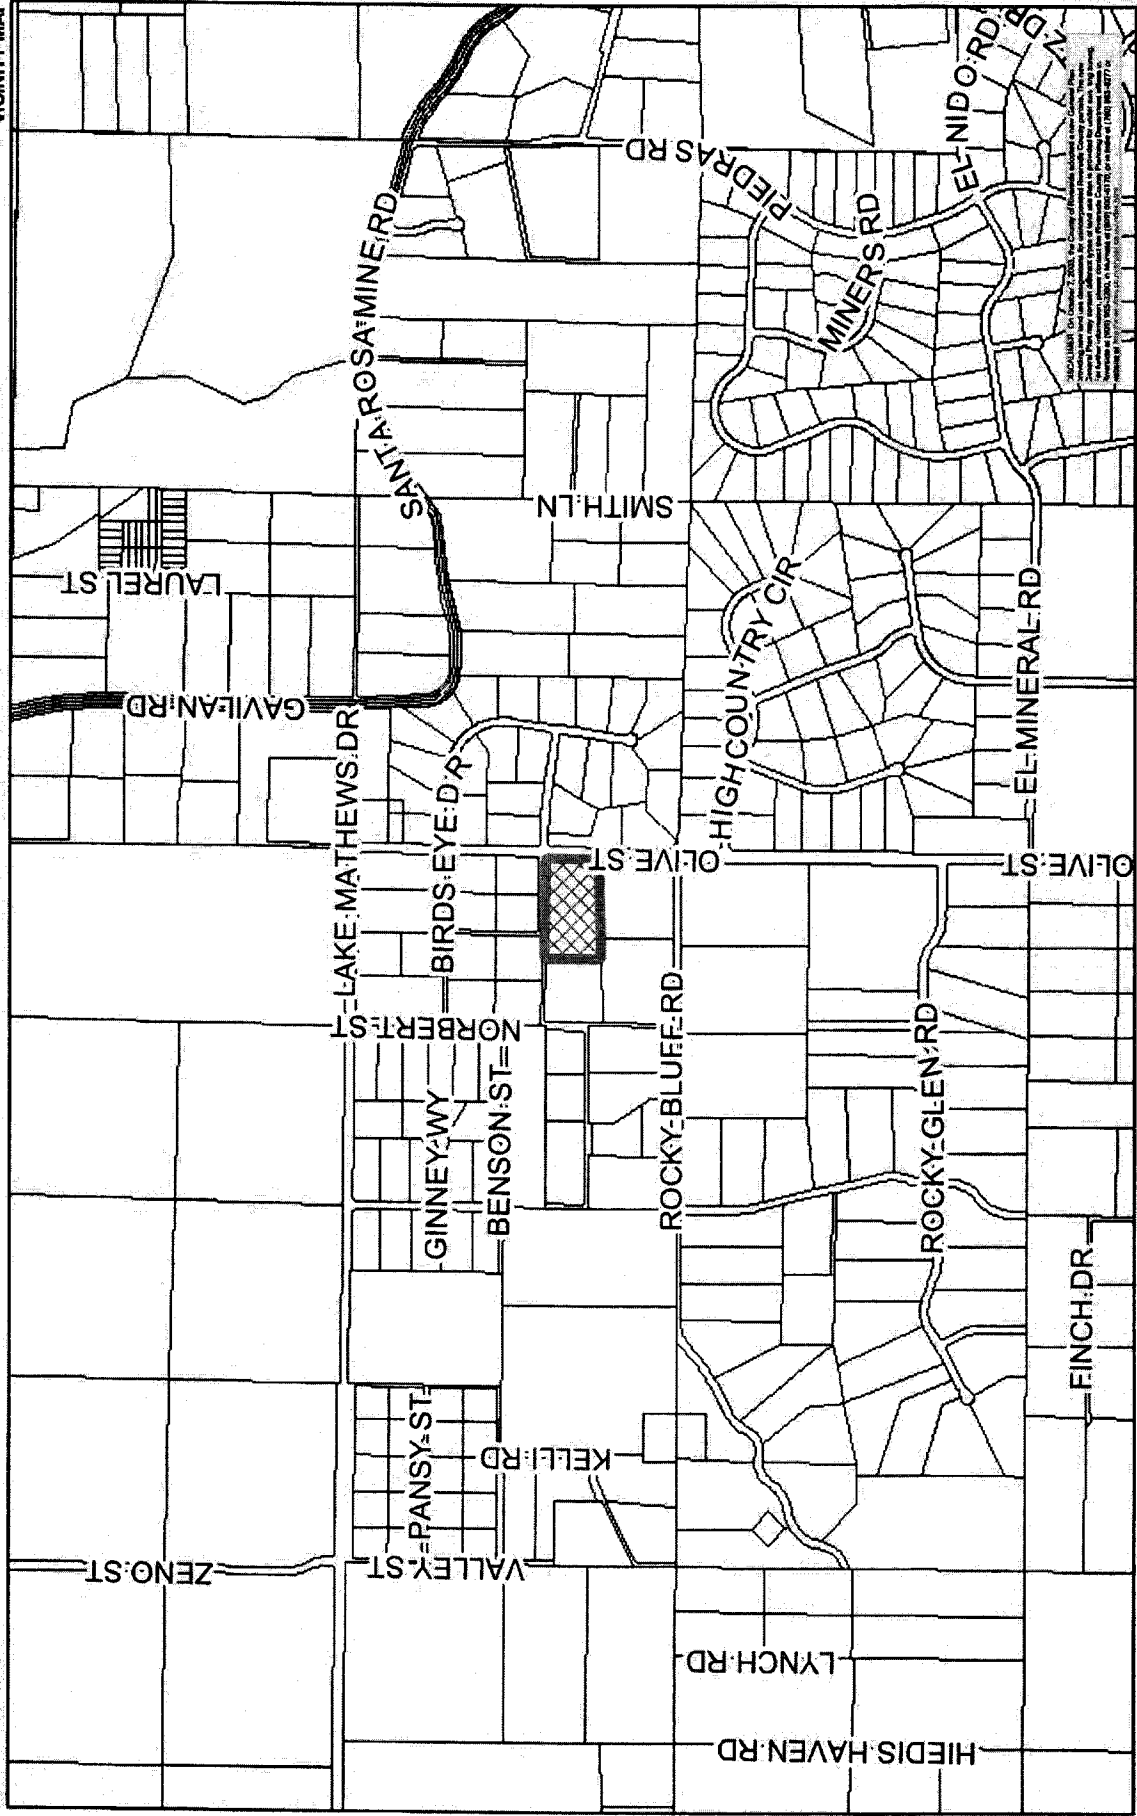 VICINITY MA
ZENO ST
VALLEY ST
PANSY ST
KELLI RD
LYNCH RD
HIEDIS HAVEN RD
FINCH DR
ROCKY GLEN RD
ROCKY BLUFF RD
BENSON ST
GINNEY WY
NORBERT ST
LAKE MATHEWS DR
BIRDS EYE DR
GAVILAN RD
LAUREL ST
SANTA ROSA MINE RD
SMITH LN
OLIVE ST
OLIVE ST
HIGH COUNTRY CIR
EL MINERAL RD
MINERS RD
PIEDRAS RD
EL NIDO RD
N DR